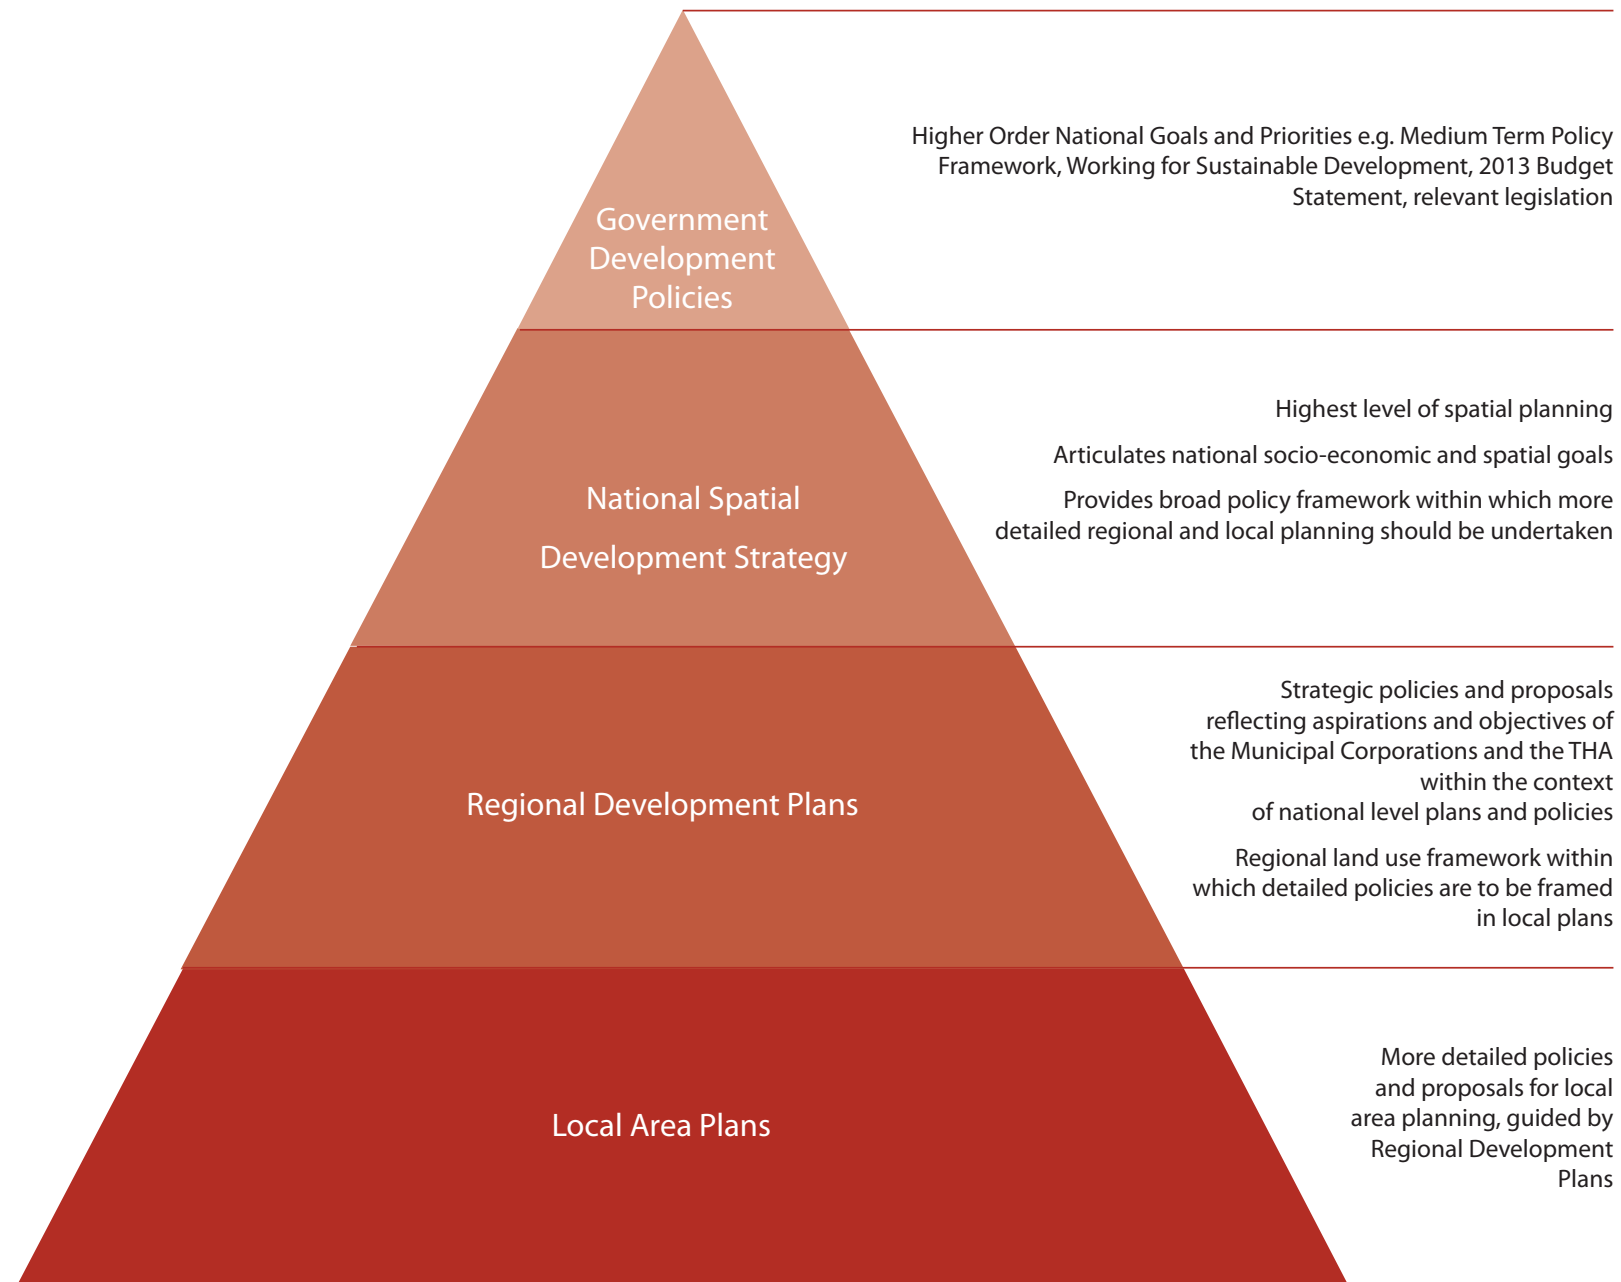 Government
Development
Policies
Higher Order National Goals and Priorities e.g. Medium Term Policy
Framework, Working for Sustainable Development, 2013 Budget
Statement, relevant legislation
National Spatial
Development Strategy
Highest level of spatial planning
Articulates national socio-economic and spatial goals
Provides broad policy framework within which more
detailed regional and local planning should be undertaken
Regional Development Plans
Strategic policies and proposals
reflecting aspirations and objectives of
the Municipal Corporations and the THA
within the context
of national level plans and policies
Regional land use framework within
which detailed policies are to be framed
in local plans
Local Area Plans
More detailed policies
and proposals for local
area planning, guided by
Regional Development
Plans